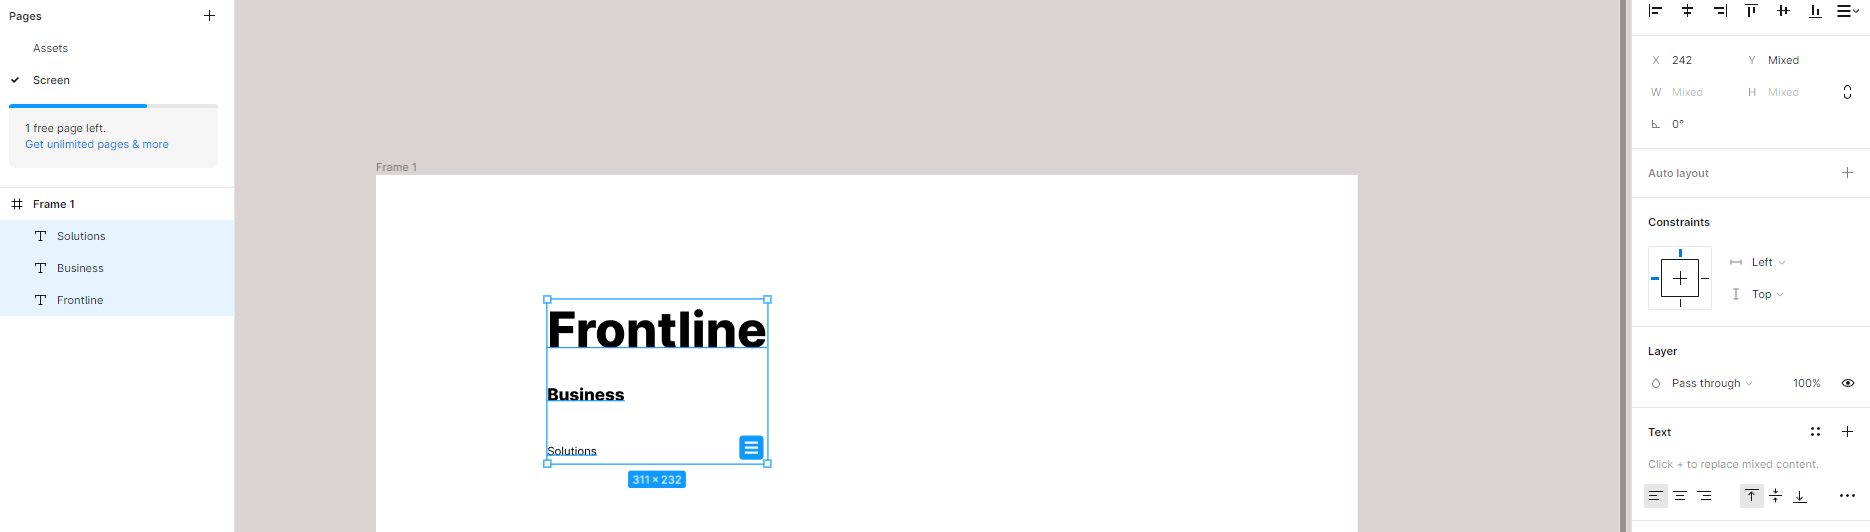 Pages
Assets
Screen
1 free page left.
Get unlimited pages & more
Frame 1
Solutions
Business
Frontline
Frame 1
Frontline
Business
Solutions
311 × 232
X 242 Y Mixed
W Mixed H Mixed
0°
Auto layout
Constraints
Left
Top
Layer
Pass through 100%
Text
Click + to replace mixed content.